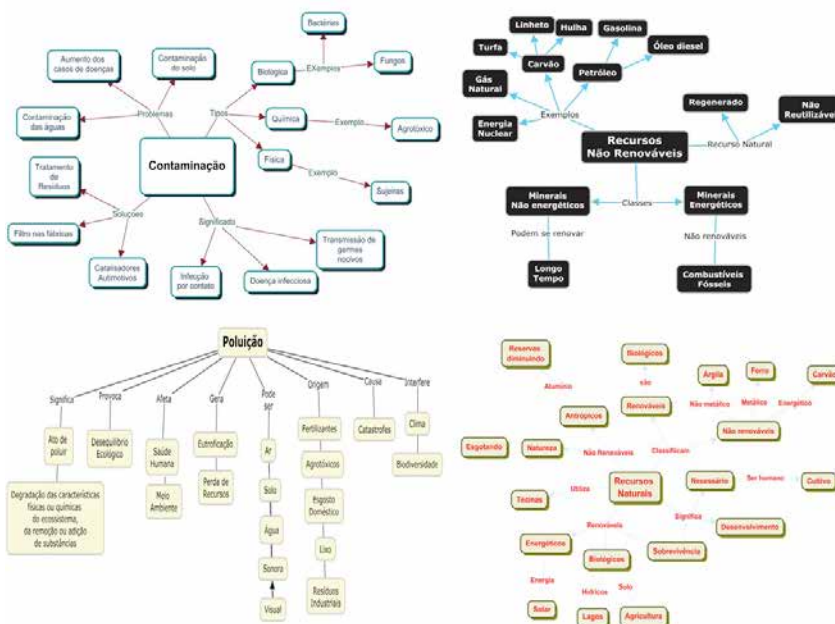 Bactérias
Aumento dos
casos de doenças
Contaminação
do solo
Biológica
EXemplos
Fungos
Problemas
Tipos
Contaminação
das águas
Química
Exemplo
Agrotóxico
Contaminação
Física
Exemplo
Sujeiras
Tratamento
de
Resíduos
Soluções
Filtro nas fábricas
Significado
Catalisadores
Automotivos
Infecção
por contato
Doença infecciosa
Transmissão de
germes
nocivos
Linheto
Hulha
Gasolina
Turfa
Carvão
Petróleo
Óleo diesel
Gás
Natural
Exemplos
Energia
Nuclear
Regenerado
Não
Reutilizável
Recursos
Não Renováveis
Recurso Natural
Minerais
Não energéticos
Classes
Minerais
Energéticos
Podem se renovar
Não renováveis
Longo
Tempo
Combustíveis
Fósseis
Poluição
Significa
Provoca
Afeta
Gera
Pode
ser
Origem
Causa
Interfere
Ato de
poluir
Desequilíbrio
Ecológico
Saúde
Humana
Eutroficação
Ar
Fertilizantes
Catastrofes
Clima
Degradação das características
físicas ou químicas
do ecossistema,
da remoção ou adição
de substâncias
Meio
Ambiente
Perda de
Recursos
Solo
Agrotóxicos
Biodiversidade
Água
Esgosto
Doméstico
Sonora
Lixo
Visual
Resíduos
Industriais
Reservas
diminuindo
Biológicos
Argila
Ferro
Carvão
Alumínio
são
Não metálico
Metálico
Energético
Antrópicos
Renováveis
Não renováveis
Esgotando
Natureza
Não Renováveis
Classificam
Técinas
Utiliza
Recursos
Naturais
Necessário
Ser humano
Cultivo
Renováveis
Significa
Desenvolvimento
Energéticos
Biológicos
Sobrevivência
Energia
Hídricos
Solo
Solar
Lagos
Agricultura